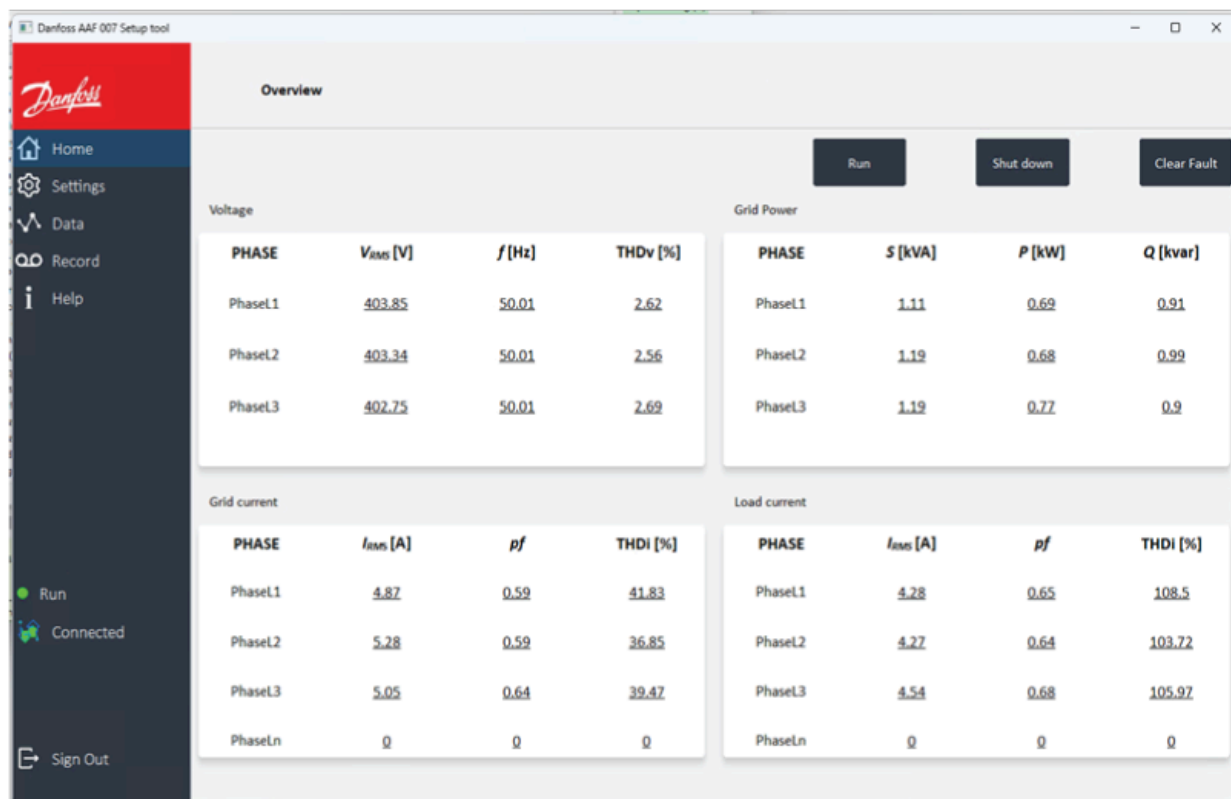 Danfoss AAF 007 Setup tool
Danfoss
Overview
Home
Settings
Data
Record
Help
Run
Connected
Sign Out
Run Shut down Clear Fault
Voltage
PHASE VRMS [V] f [Hz] THDv [%]
PhaseL1 403.85 50.01 2.62
PhaseL2 403.34 50.01 2.56
PhaseL3 402.75 50.01 2.69
Grid Power
PHASE S [kVA] P [kW] Q [kvar]
PhaseL1 1.11 0.69 0.91
PhaseL2 1.19 0.68 0.99
PhaseL3 1.19 0.77 0.9
Grid current
PHASE IRMS [A] pf THDi [%]
PhaseL1 4.87 0.59 41.83
PhaseL2 5.28 0.59 36.85
PhaseL3 5.05 0.64 39.47
PhaseLn 0 0 0
Load current
PHASE IRMS [A] pf THDi [%]
PhaseL1 4.28 0.65 108.5
PhaseL2 4.27 0.64 103.72
PhaseL3 4.54 0.68 105.97
PhaseLn 0 0 0